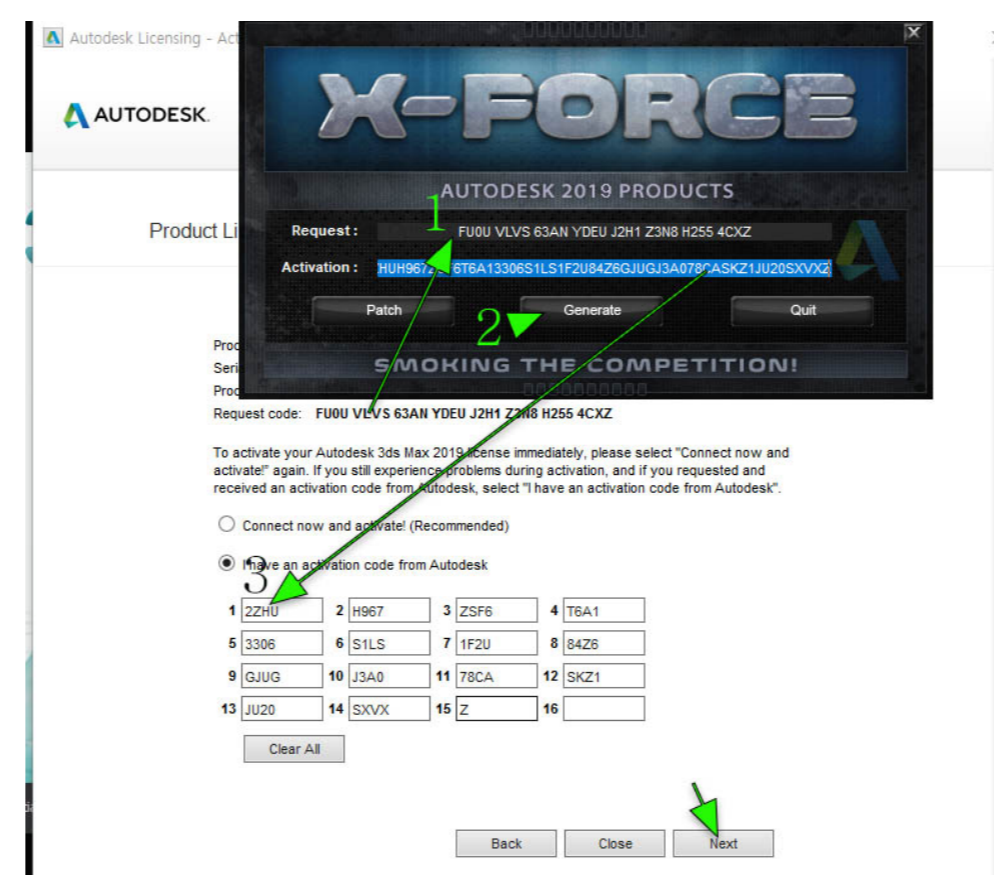 Autodesk Licensing - Act
AUTODESK.
X-FORCE
AUTODESK 2019 PRODUCTS
1
Product Li
Request : FU0U VLVS 63AN YDEU J2H1 Z3N8 H255 4CXZ
Activation :
Patch Generate Quit
2
SMOKING THE COMPETITION!
Prod
Seri
Prod
Request code: FU0U VLVS 63AN YDEU J2H1 Z3N8 H255 4CXZ
To activate your Autodesk 3ds Max 2019 license immediately, please select "Connect now and
activate!" again. If you still experience problems during activation, and if you requested and
received an activation code from Autodesk, select "I have an activation code from Autodesk".
Connect now and activate! (Recommended)
I have an activation code from Autodesk
3
1 2ZHU 2 H967 3 ZSF6 4 T6A1
5 3306 6 S1LS 7 1F2U 8 84Z6
9 GJUG 10 J3A0 11 78CA 12 SKZ1
13 JU20 14 SXVX 15 Z 16
Clear All
Back Close Next